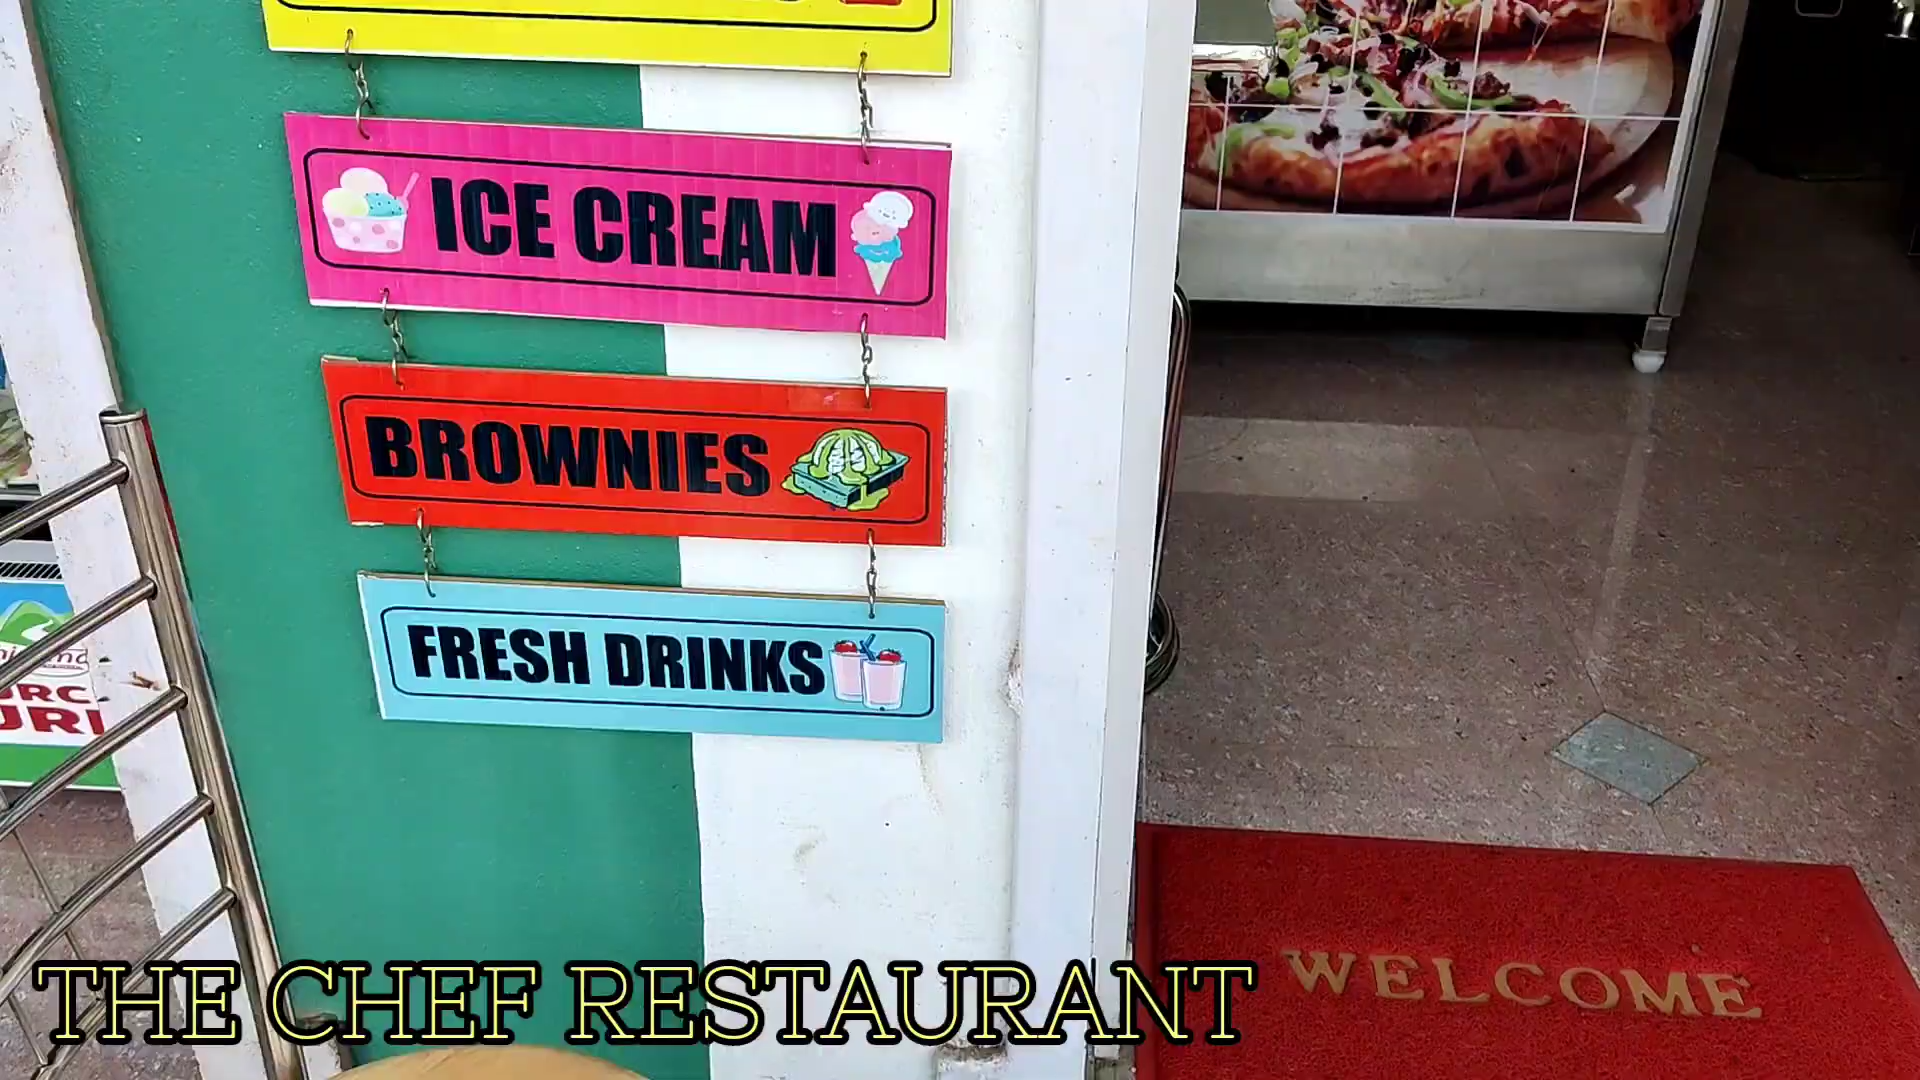 ICE CREAM
BROWNIES
FRESH DRINKS
WELCOME
THE CHEF RESTAURANT